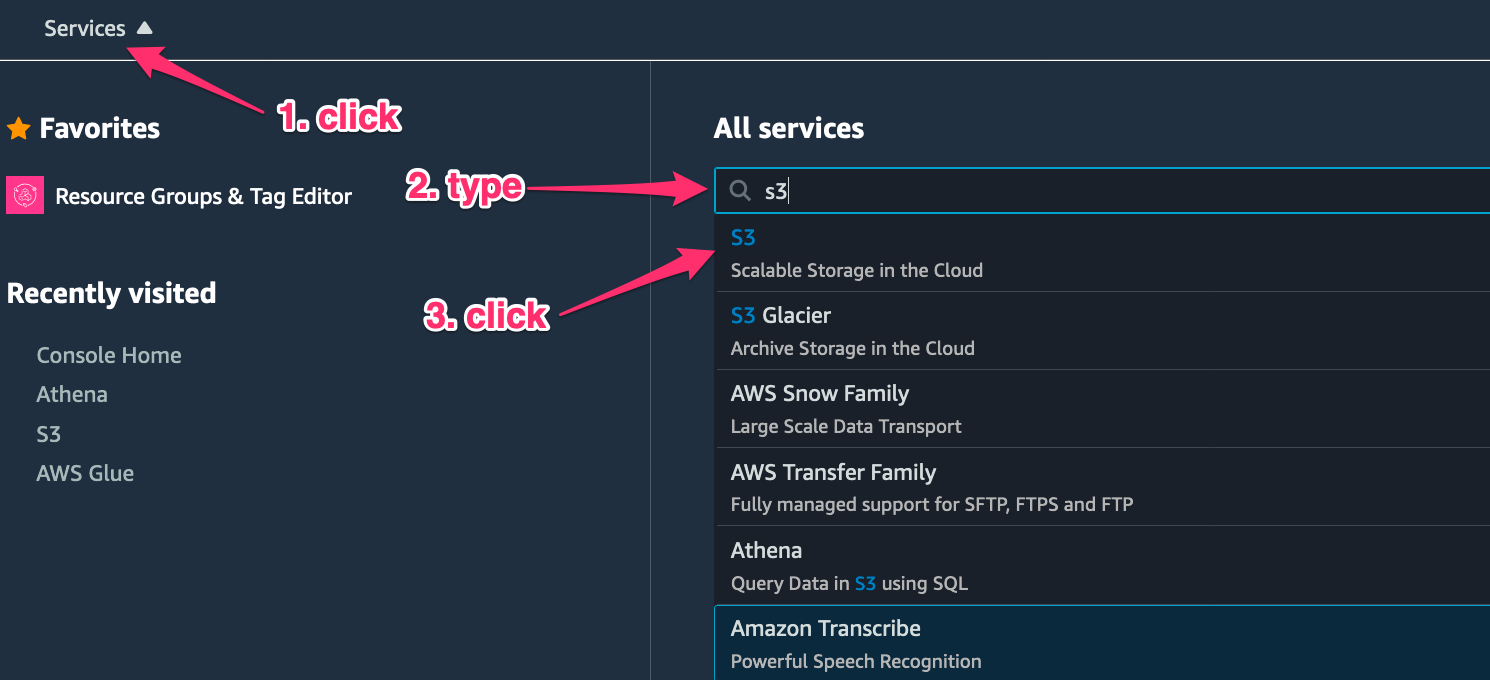 Services
1. click
Favorites
Resource Groups & Tag Editor
Recently visited
Console Home
Athena
S3
AWS Glue
All services
2. type
s3
3. click
S3
Scalable Storage in the Cloud
S3 Glacier
Archive Storage in the Cloud
AWS Snow Family
Large Scale Data Transport
AWS Transfer Family
Fully managed support for SFTP, FTPS and FTP
Athena
Query Data in S3 using SQL
Amazon Transcribe
Powerful Speech Recognition